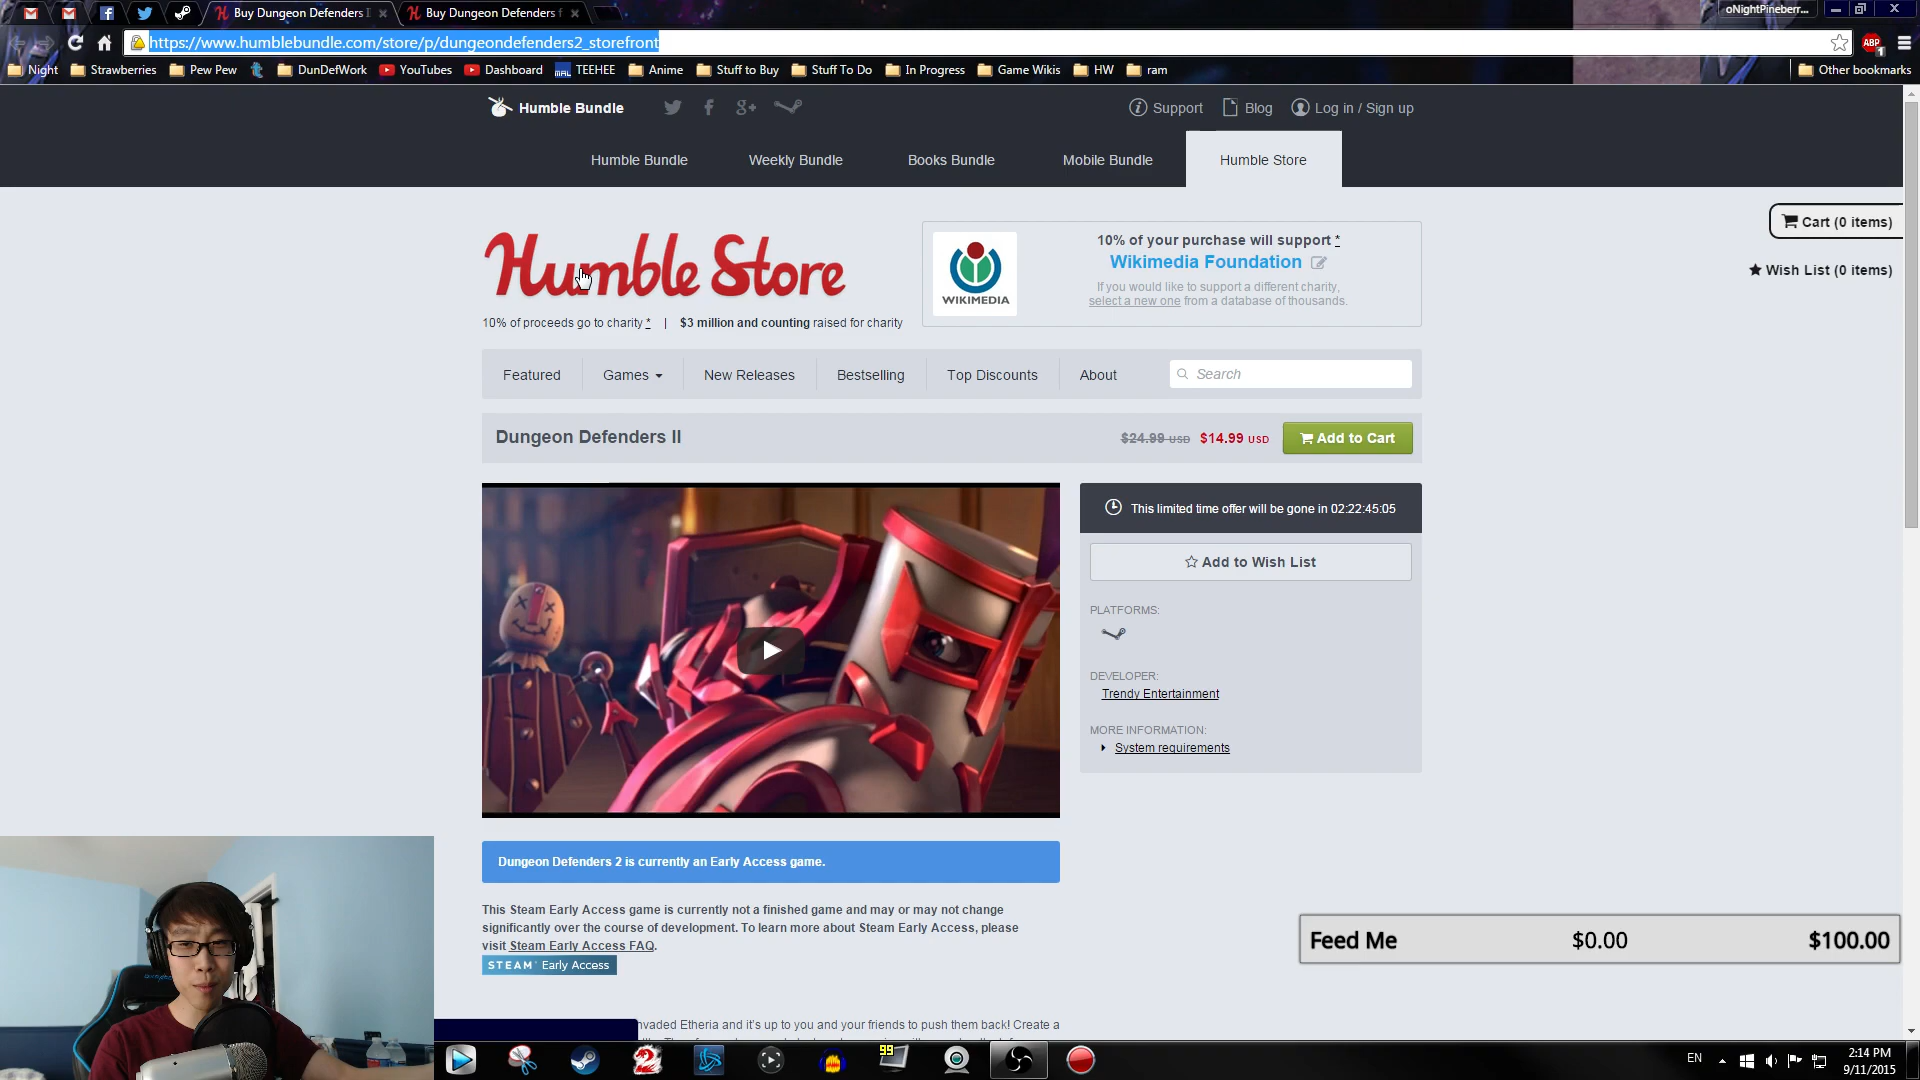 Buy Dungeon Defenders I
Buy Dungeon Defenders f
oNightPineberr...
https://www.humblebundle.com/store/p/dungeondefenders2_storefront
ABP
1
Night
Strawberries
Pew Pew
DunDefWork
YouTubes
Dashboard
MAL
TEEHEE
Anime
Stuff to Buy
Stuff To Do
In Progress
Game Wikis
HW
ram
Other bookmarks
Humble Bundle
Support
Blog
Log in / Sign up
Humble Bundle
Weekly Bundle
Books Bundle
Mobile Bundle
Humble Store
Cart (0 items)
Wish List (0 items)
Humble Store
10% of proceeds go to charity * | $3 million and counting raised for charity
WIKIMEDIA
10% of your purchase will support *
Wikimedia Foundation
If you would like to support a different charity,
select a new one from a database of thousands.
Featured
Games
New Releases
Bestselling
Top Discounts
About
Search
Dungeon Defenders II
$24.99 USD $14.99 USD
Add to Cart
This limited time offer will be gone in 02:22:45:05
Add to Wish List
PLATFORMS:
DEVELOPER:
Trendy Entertainment
MORE INFORMATION:
System requirements
Dungeon Defenders 2 is currently an Early Access game.
This Steam Early Access game is currently not a finished game and may or may not change
significantly over the course of development. To learn more about Steam Early Access, please
visit Steam Early Access FAQ.
STEAM Early Access
Feed Me $0.00 $100.00
nvaded Etheria and it's up to you and your friends to push them back! Create a
99
EN
2:14 PM
9/11/2015